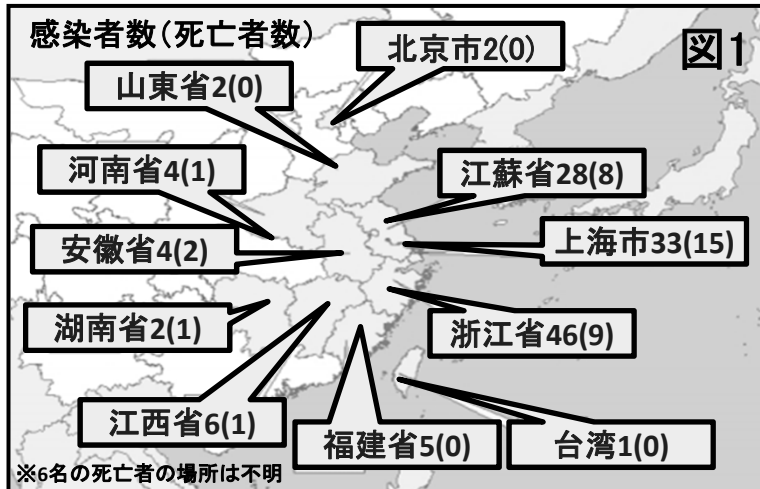 感染者数(死亡者数)
図1
北京市2(0)
山東省2(0)
河南省4(1)
江蘇省28(8)
安徽省4(2)
上海市33(15)
湖南省2(1)
浙江省46(9)
江西省6(1)
福建省5(0)
台湾1(0)
※6名の死亡者の場所は不明